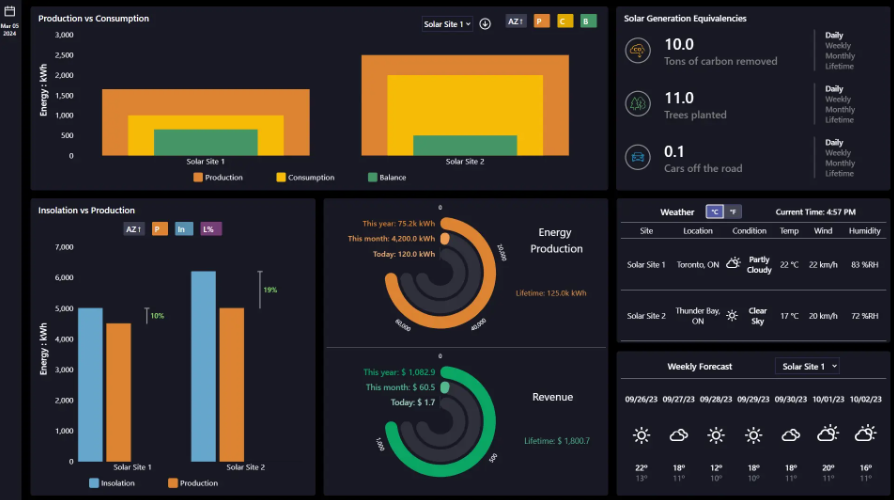 Mar 05
2024
Production vs Consumption
Solar Site 1
AZ↑
P
C
B
Energy : kWh
3,000
2,500
2,000
1,500
1,000
500
0
Solar Site 1
Solar Site 2
Production
Consumption
Balance
Solar Generation Equivalencies
10.0
Tons of carbon removed
Daily
Weekly
Monthly
Lifetime
11.0
Trees planted
Daily
Weekly
Monthly
Lifetime
0.1
Cars off the road
Daily
Weekly
Monthly
Lifetime
Insolation vs Production
AZ↑
P
In
L%
Energy : kWh
7,000
6,000
5,000
4,000
3,000
2,000
1,000
0
10%
19%
Solar Site 1
Solar Site 2
Insolation
Production
0
This year: 75.2k kWh
This month: 4,200.0 kWh
Today: 120.0 kWh
20,000
40,000
60,000
Energy
Production
Lifetime: 125.0k kWh
0
This year: $ 1,082.9
This month: $ 60.5
Today: $ 1.7
500
1,000
Revenue
Lifetime: $ 1,800.7
Weather
°C
°F
Current Time: 4:57 PM
Site Location Condition Temp Wind Humidity
Solar Site 1 Toronto, ON Partly Cloudy 22 °C 22 km/h 83 %RH
Solar Site 2 Thunder Bay, ON Clear Sky 17 °C 20 km/h 72 %RH
Weekly Forecast
Solar Site 1
09/26/23 09/27/23 09/28/23 09/29/23 09/30/23 10/01/23 10/02/23
22° 18° 12° 18° 18° 20° 16°
13° 11° 10° 10° 11° 11° 11°